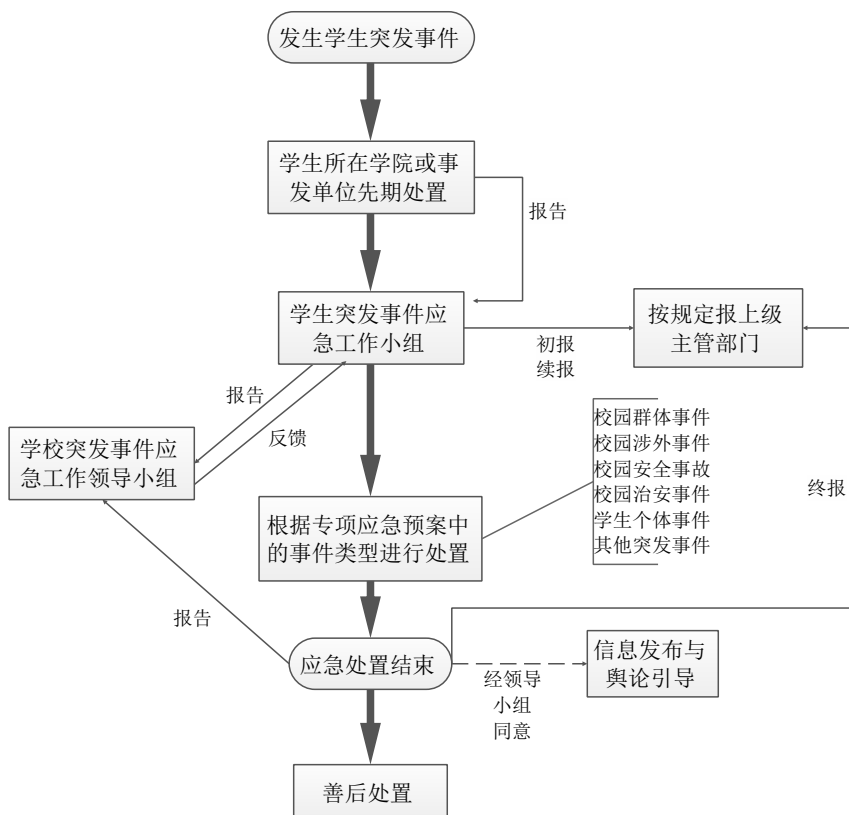 发生学生突发事件
学生所在学院或事
发单位先期处置
报告
学生突发事件应
急工作小组
初报
续报
按规定报上级
主管部门
报告
反馈
学校突发事件应
急工作领导小组
校园群体事件
校园涉外事件
校园安全事故
校园治安事件
学生个体事件
其他突发事件
终报
根据专项应急预案中
的事件类型进行处置
报告
应急处置结束
经领导
小组
同意
信息发布与
舆论引导
善后处置